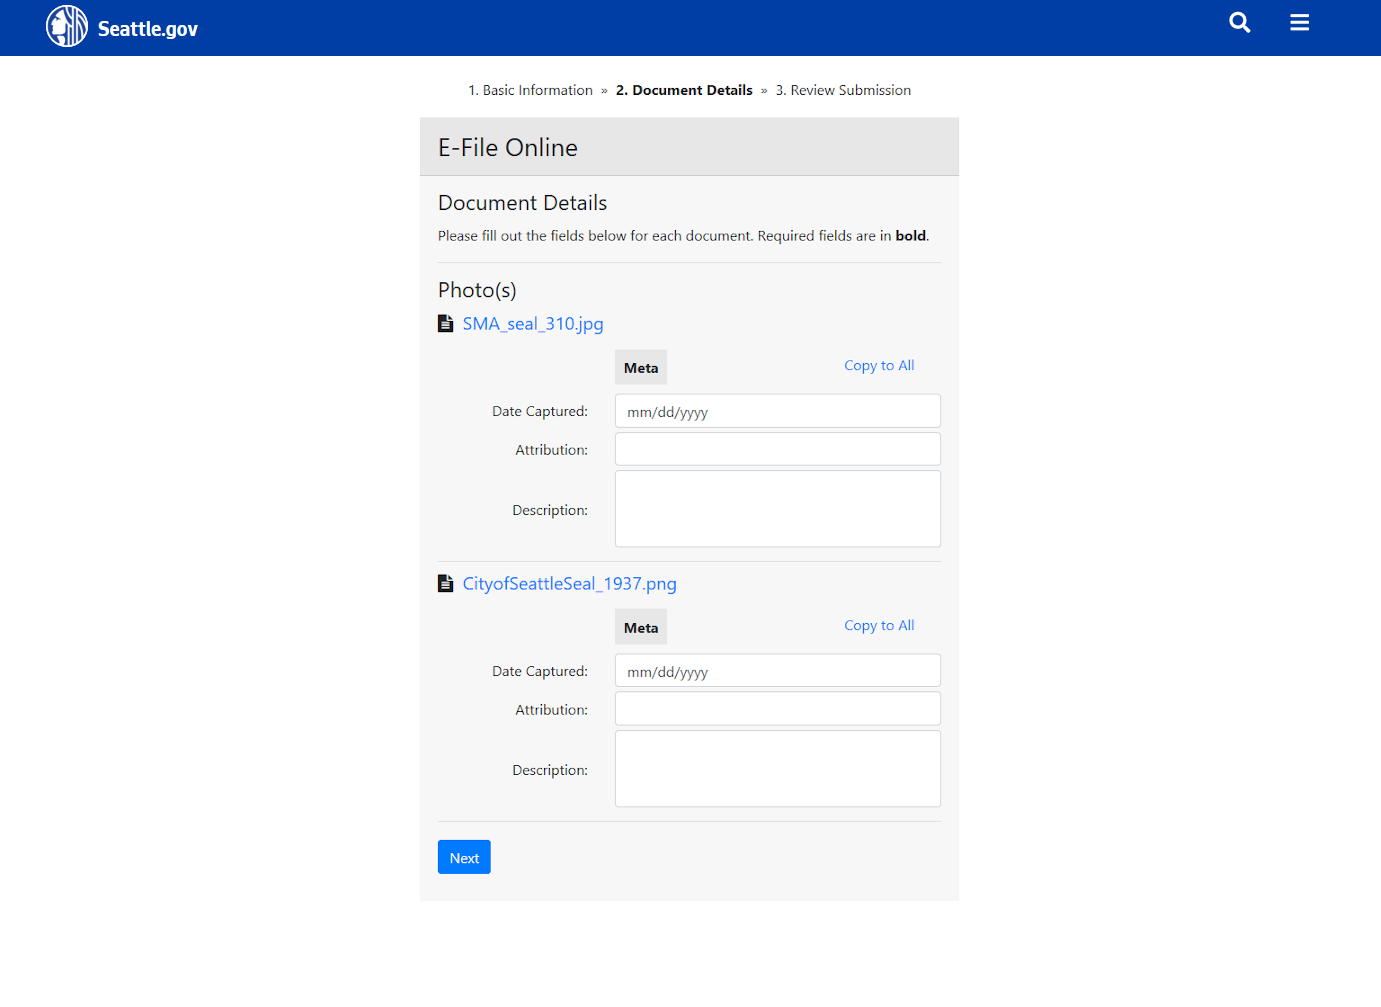 Seattle.gov
1. Basic Information » 2. Document Details » 3. Review Submission
E-File Online
Document Details
Please fill out the fields below for each document. Required fields are in bold.
Photo(s)
SMA_seal_310.jpg
Meta Copy to All
Date Captured: mm/dd/yyyy
Attribution:
Description:
CityofSeattleSeal_1937.png
Meta Copy to All
Date Captured: mm/dd/yyyy
Attribution:
Description:
Next